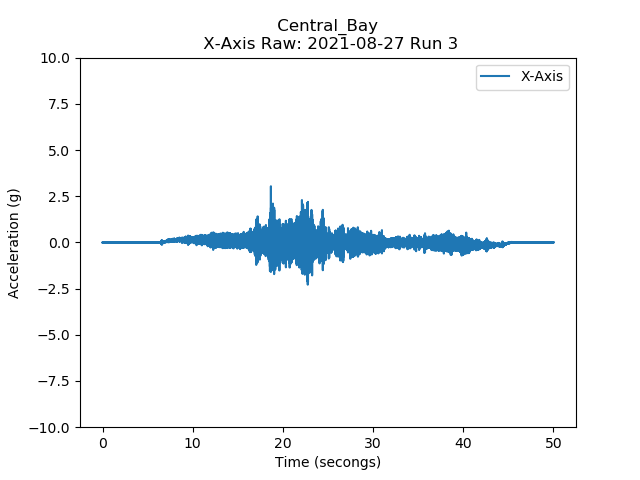 Central_Bay
X-Axis Raw: 2021-08-27 Run 3
X-Axis
10.0
7.5
5.0
2.5
0.0
−2.5
−5.0
−7.5
−10.0
Acceleration (g)
0 10 20 30 40 50
Time (secongs)